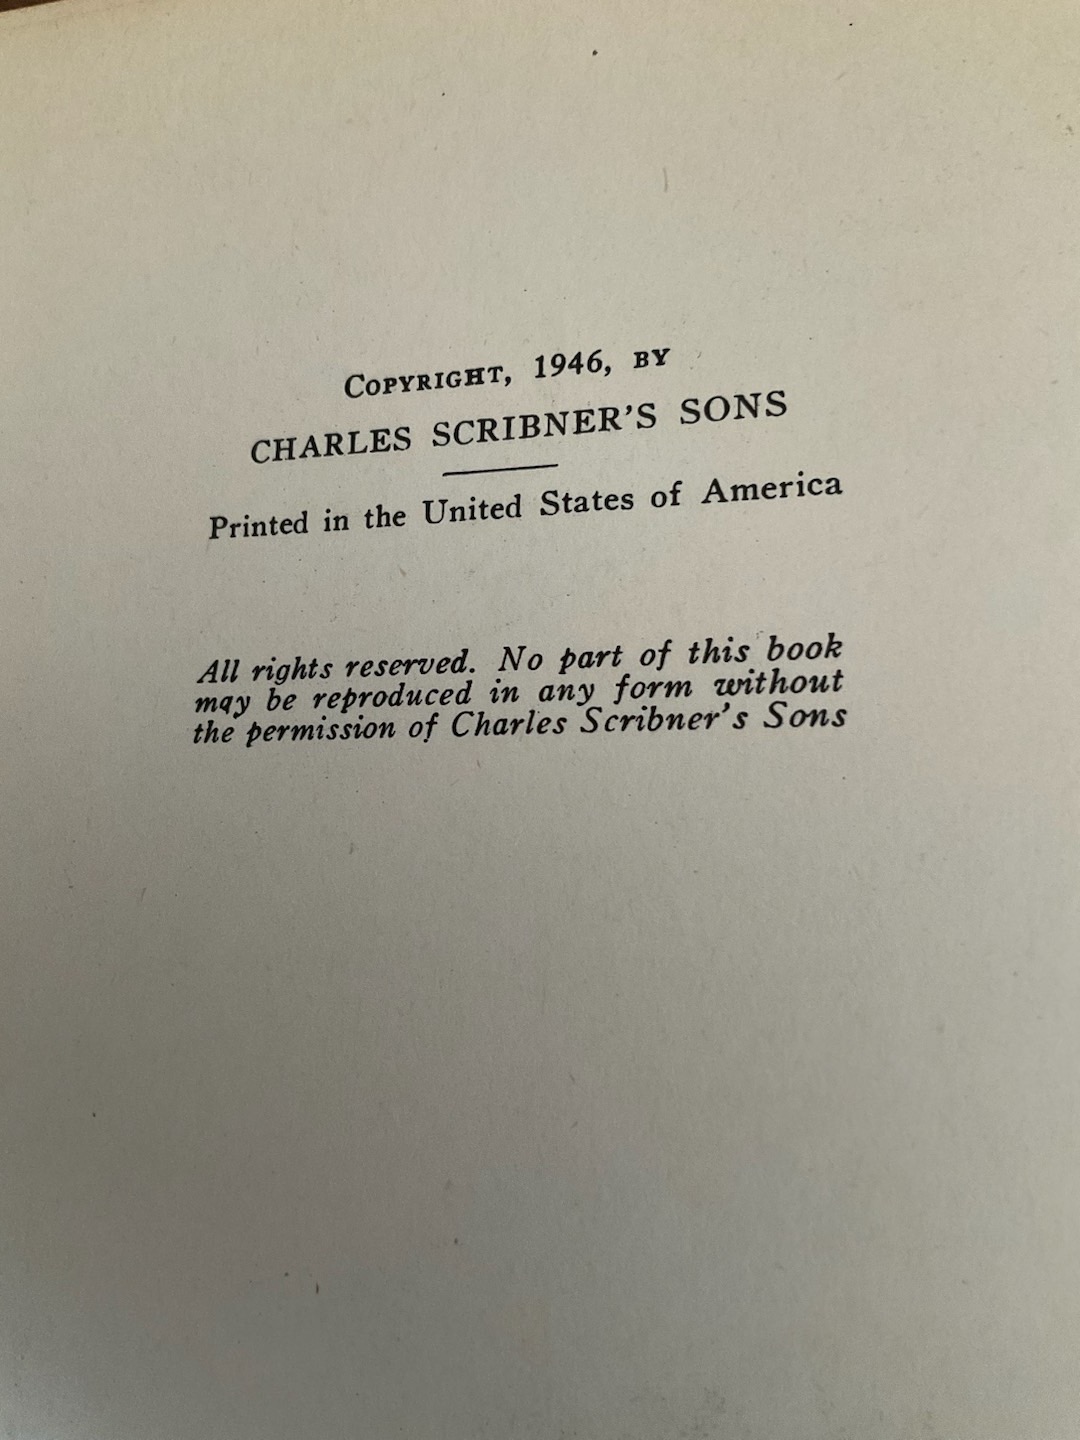 COPYRIGHT, 1946, BY
CHARLES SCRIBNER'S SONS
Printed in the United States of America
All rights reserved. No part of this book
may be reproduced in any form without
the permission of Charles Scribner's Sons